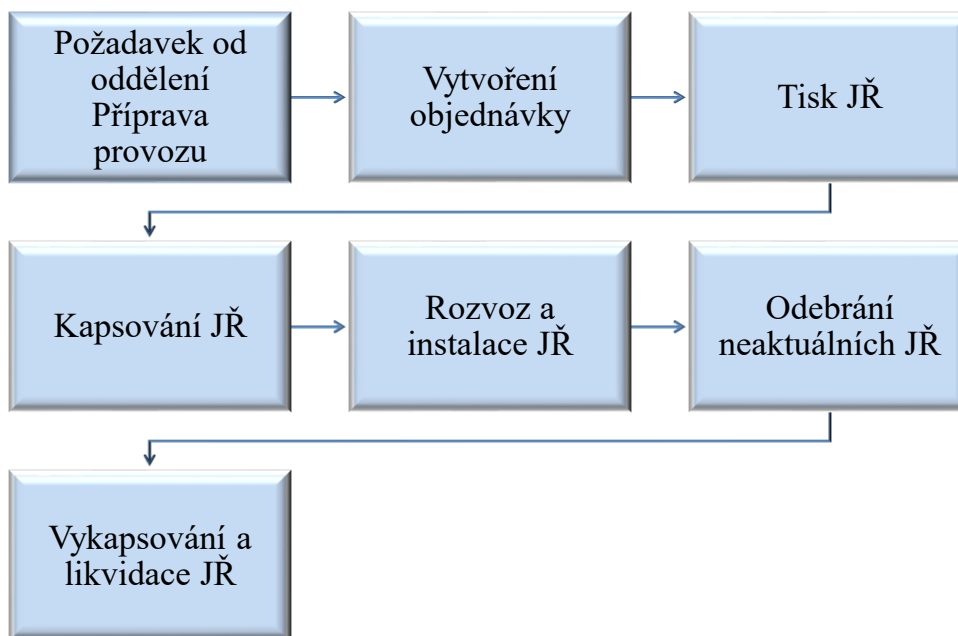 Požadavek od
oddělení
Příprava
provozu
Vytvoření
objednávky
Tisk JŘ
Kapsování JŘ
Rozvoz a
instalace JŘ
Odebrání
neaktuálních JŘ
Vykapsování a
likvidace JŘ